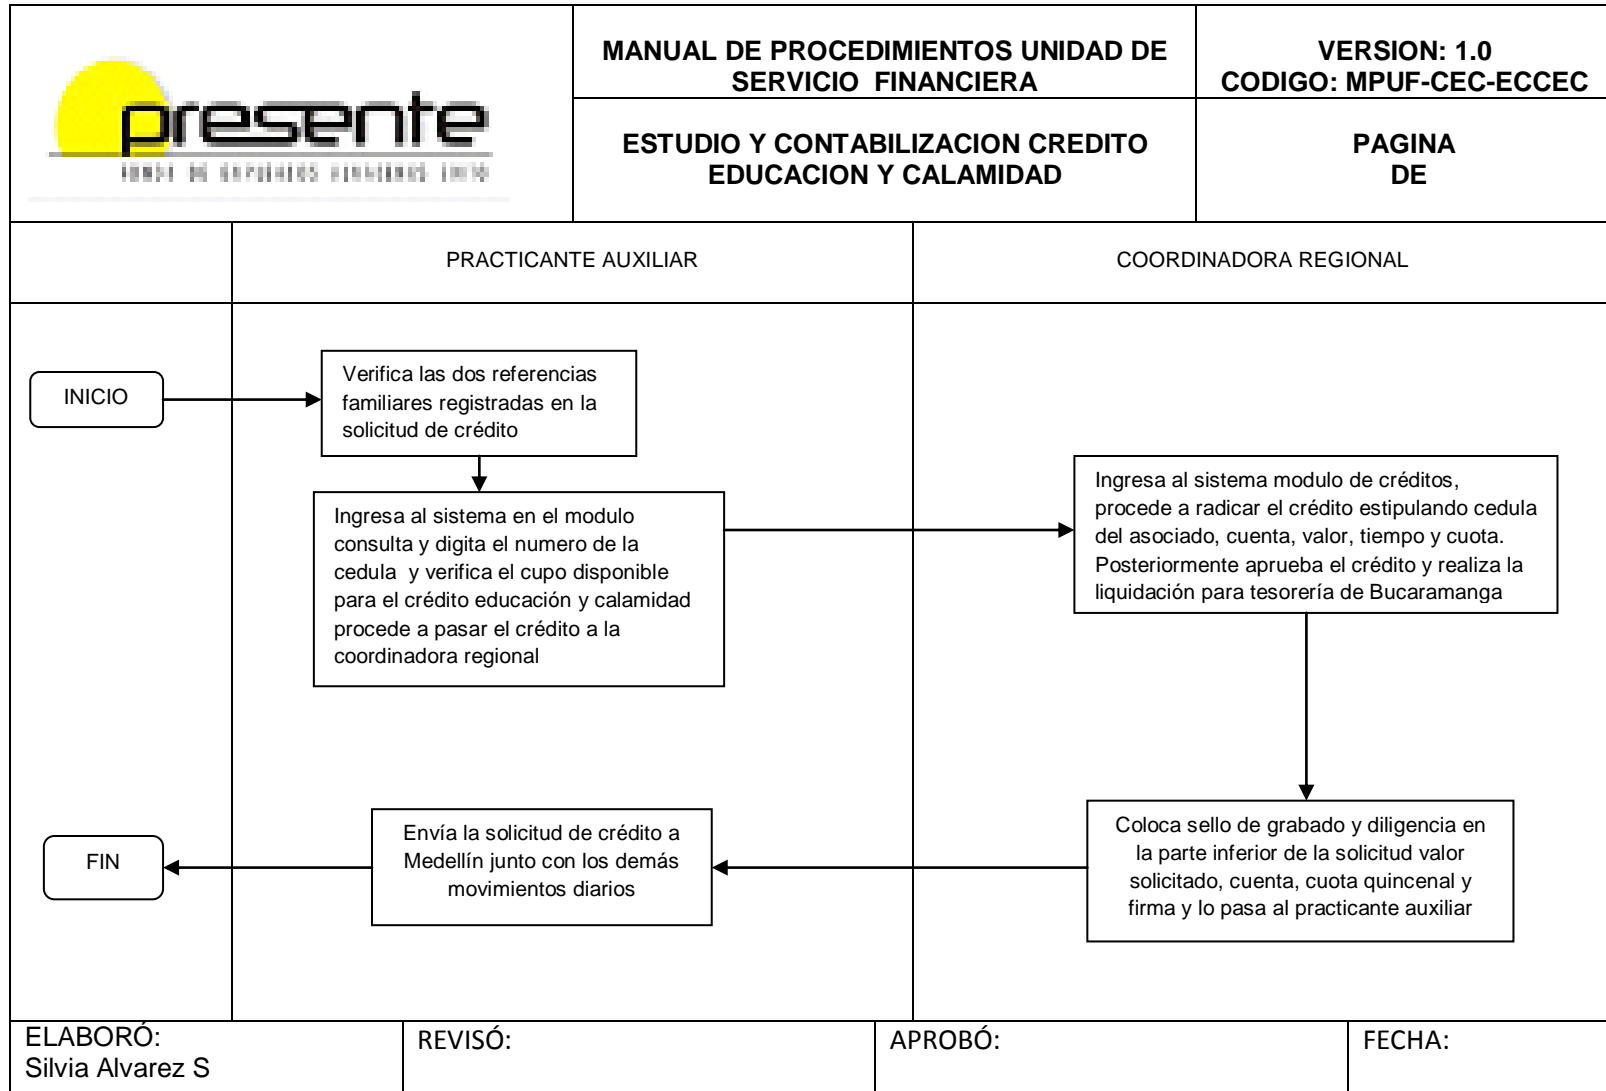 presente
FONDO DE EMPLEADOS ALMACENES EXITO
MANUAL DE PROCEDIMIENTOS UNIDAD DE
SERVICIO FINANCIERA
VERSION: 1.0
CODIGO: MPUF-CEC-ECCEC
ESTUDIO Y CONTABILIZACION CREDITO
EDUCACION Y CALAMIDAD
PAGINA
DE
PRACTICANTE AUXILIAR
COORDINADORA REGIONAL
INICIO
Verifica las dos referencias
familiares registradas en la
solicitud de crédito
Ingresa al sistema en el modulo
consulta y digita el numero de la
cedula y verifica el cupo disponible
para el crédito educación y calamidad
procede a pasar el crédito a la
coordinadora regional
Ingresa al sistema modulo de créditos,
procede a radicar el crédito estipulando cedula
del asociado, cuenta, valor, tiempo y cuota.
Posteriormente aprueba el crédito y realiza la
liquidación para tesorería de Bucaramanga
Coloca sello de grabado y diligencia en
la parte inferior de la solicitud valor
solicitado, cuenta, cuota quincenal y
firma y lo pasa al practicante auxiliar
Envía la solicitud de crédito a
Medellín junto con los demás
movimientos diarios
FIN
ELABORÓ:
Silvia Alvarez S
REVISÓ:
APROBÓ:
FECHA: